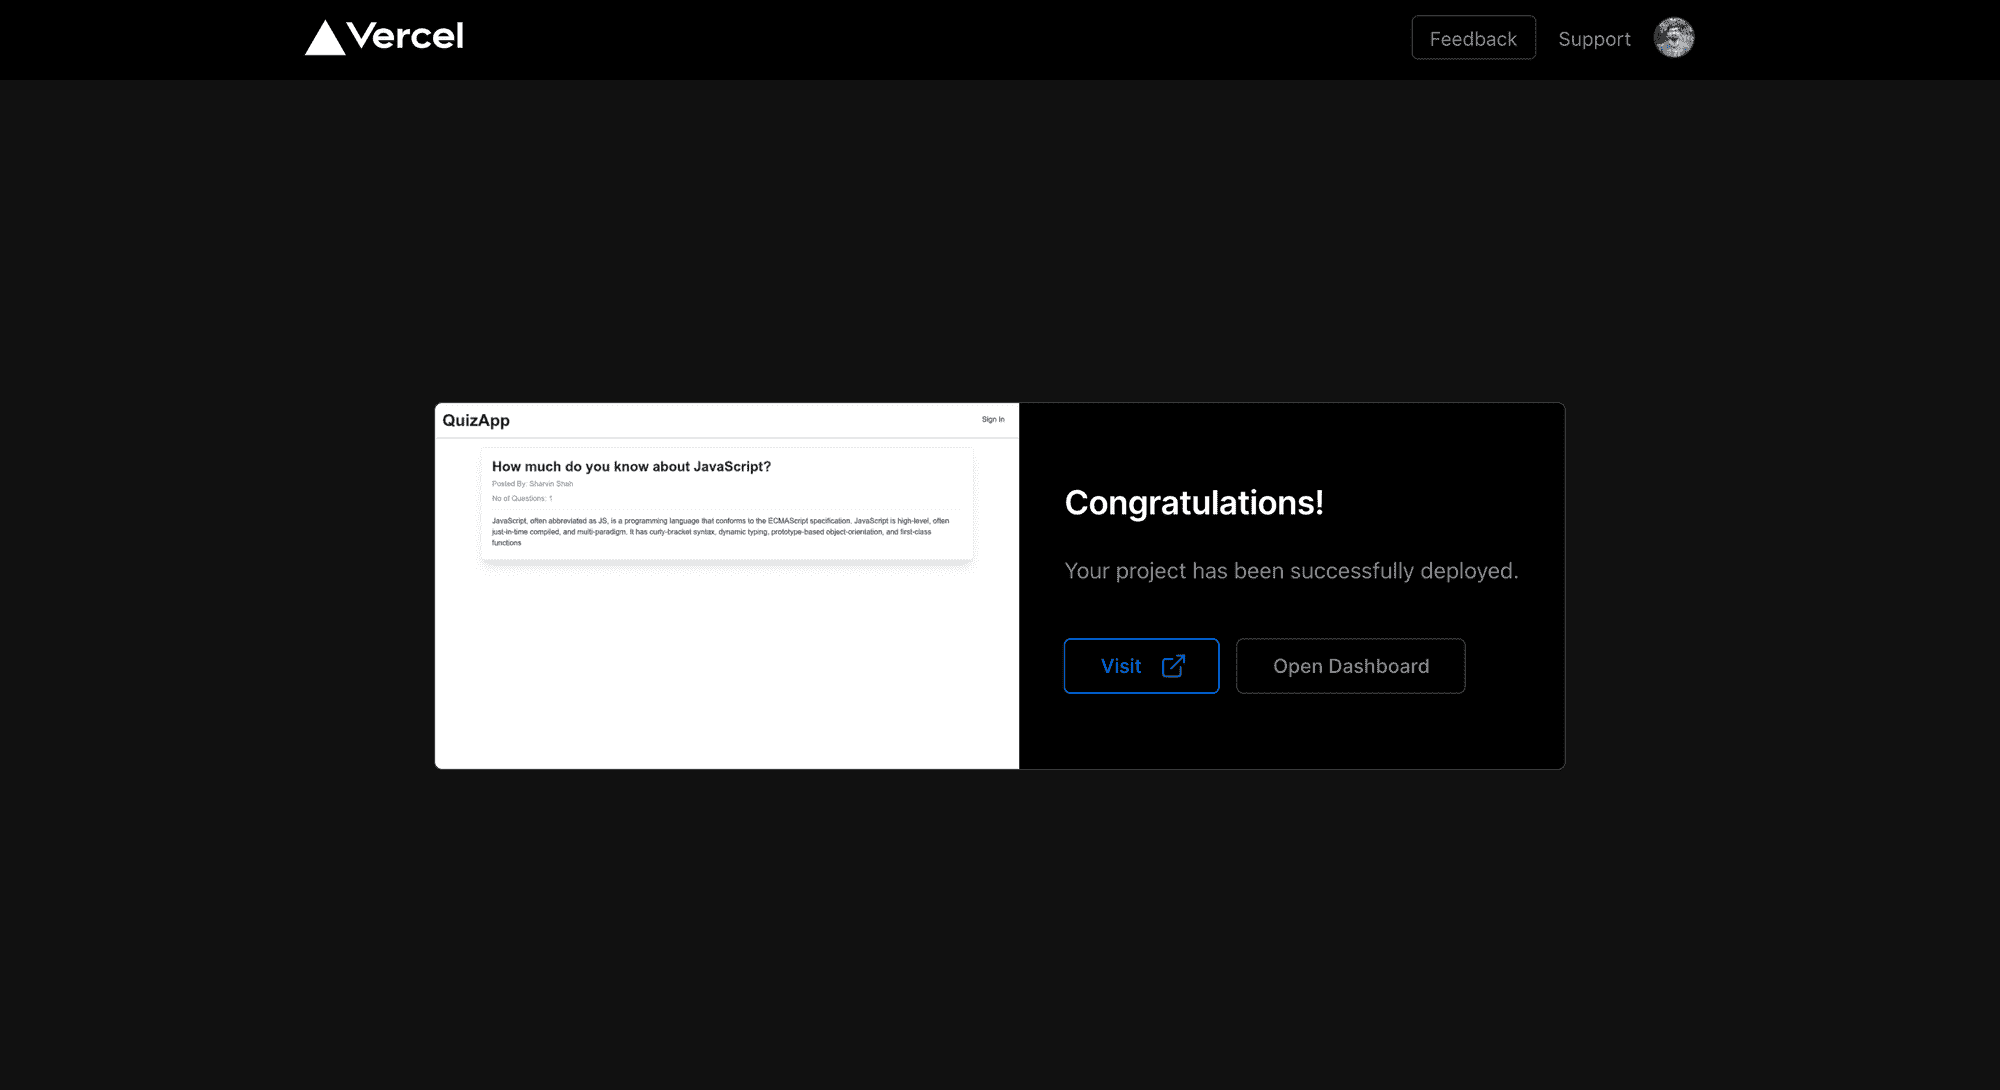 Vercel
Feedback
Support
QuizApp
Sign In
How much do you know about JavaScript?
Posted By: Sharvin Shah
No of Questions: 1
JavaScript, often abbreviated as JS, is a programming language that conforms to the ECMAScript specification. JavaScript is high-level, often
just-in-time compiled, and multi-paradigm. It has curly-bracket syntax, dynamic typing, prototype-based object-orientation, and first-class
functions
Congratulations!
Your project has been successfully deployed.
Visit
Open Dashboard